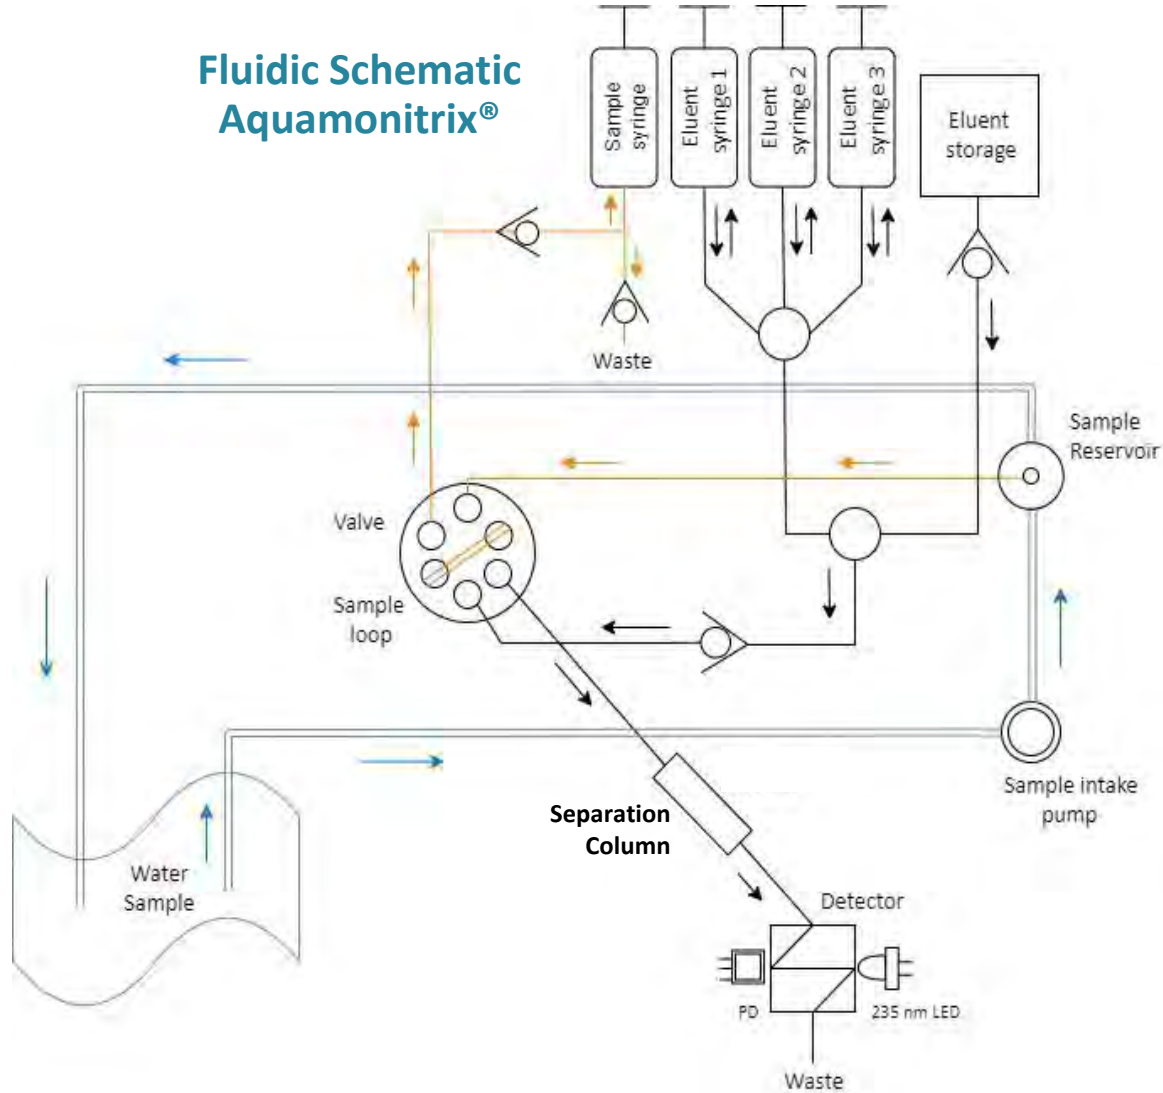 Fluidic Schematic
Aquamonitrix®
Sample
syringe
Eluent
syringe 1
Eluent
syringe 2
Eluent
syringe 3
Eluent
storage
Waste
Sample
Reservoir
Valve
Sample
loop
Sample intake
pump
Separation
Column
Water
Sample
Detector
PD
235 nm LED
Waste